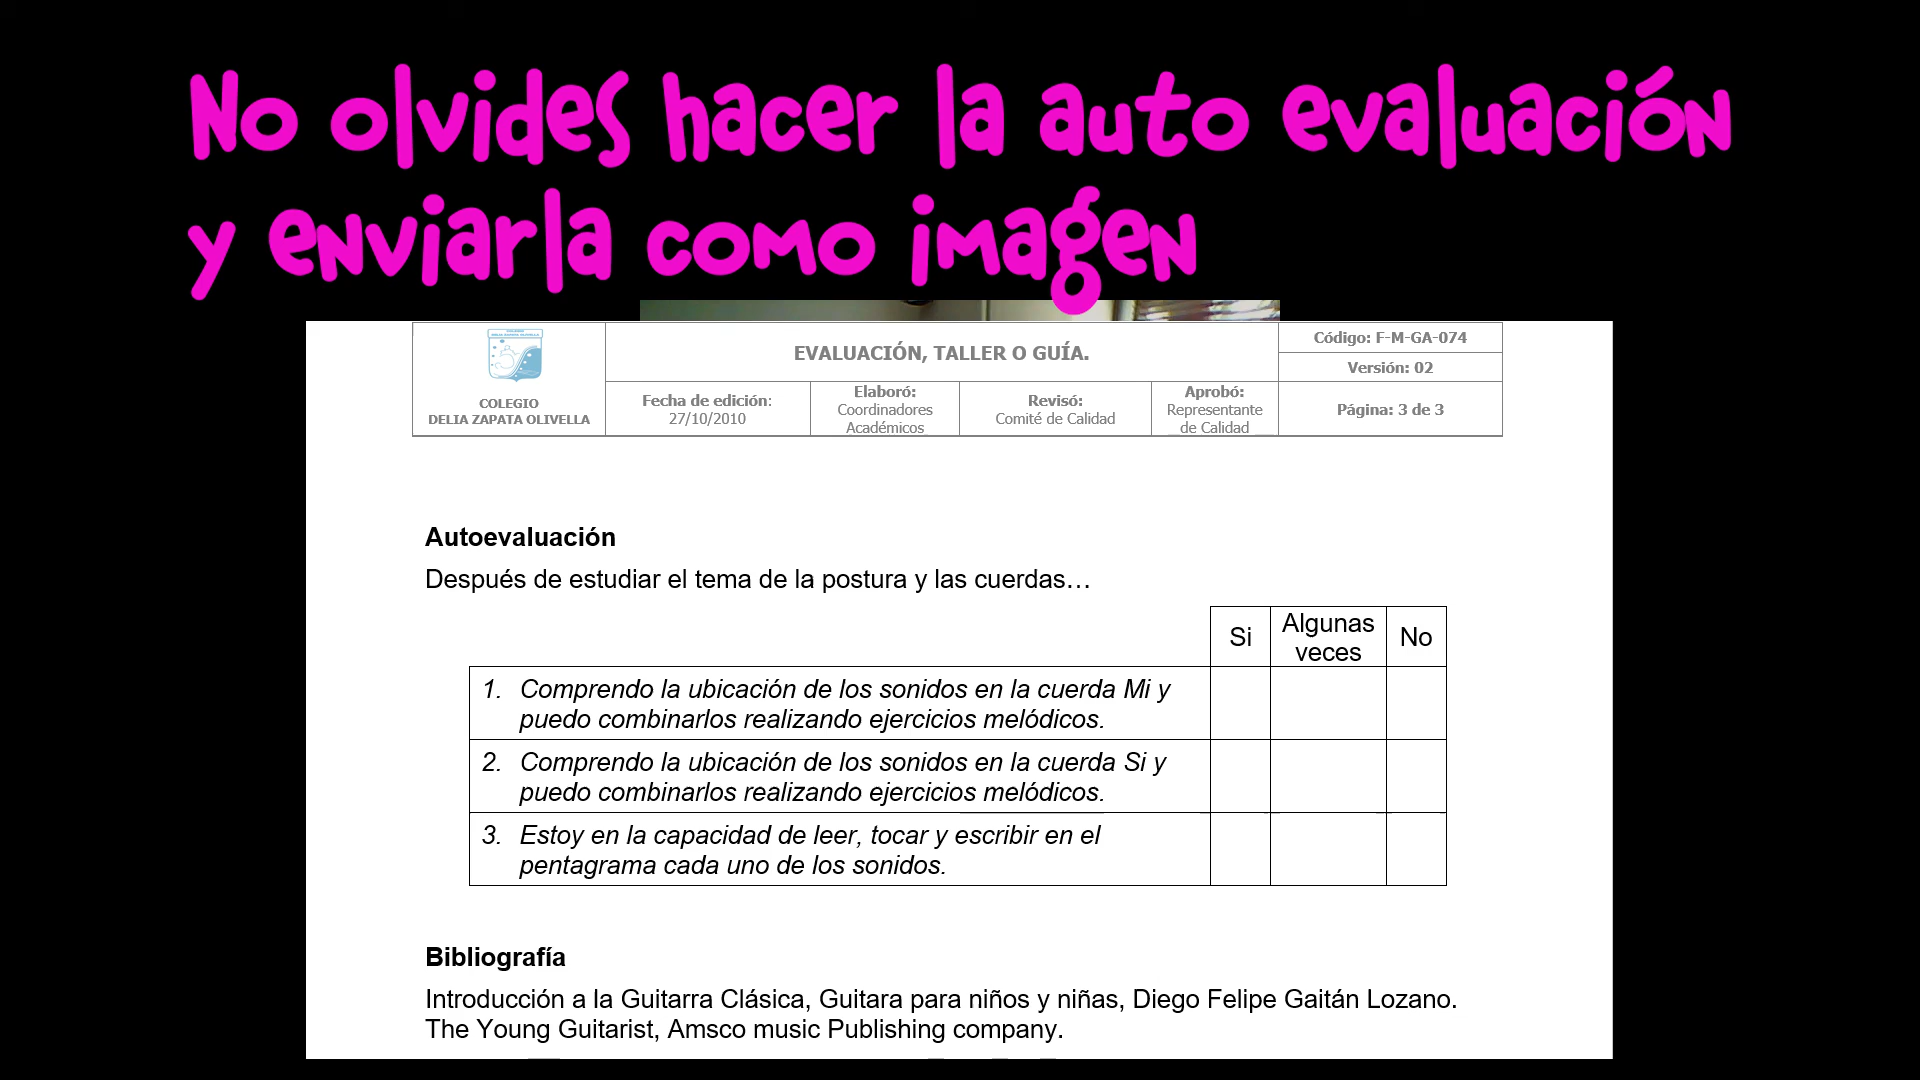 No olvides hacer la auto evaluación
y enviarla como imagen
COLEGIO
DELIA ZAPATA OLIVELLA
EVALUACIÓN, TALLER O GUÍA.
Código: F-M-GA-074
Versión: 02
Fecha de edición:
27/10/2010
Elaboró:
Coordinadores
Académicos
Revisó:
Comité de Calidad
Aprobó:
Representante
de Calidad
Página: 3 de 3
Autoevaluación
Después de estudiar el tema de la postura y las cuerdas…
Si
Algunas
veces
No
1. Comprendo la ubicación de los sonidos en la cuerda Mi y
puedo combinarlos realizando ejercicios melódicos.
2. Comprendo la ubicación de los sonidos en la cuerda Si y
puedo combinarlos realizando ejercicios melódicos.
3. Estoy en la capacidad de leer, tocar y escribir en el
pentagrama cada uno de los sonidos.
Bibliografía
Introducción a la Guitarra Clásica, Guitara para niños y niñas, Diego Felipe Gaitán Lozano.
The Young Guitarist, Amsco music Publishing company.